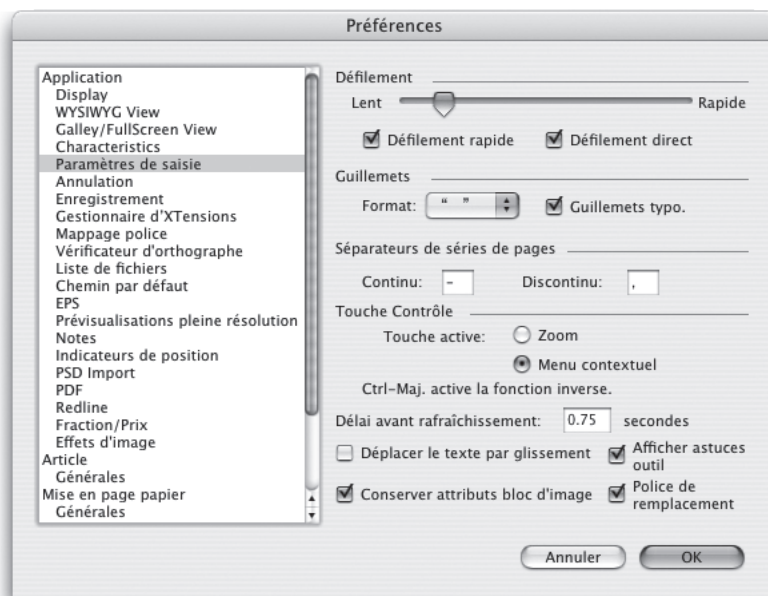 Préférences
Application
Display
WYSIWYG View
Galley/FullScreen View
Characteristics
Paramètres de saisie
Annulation
Enregistrement
Gestionnaire d'XTensions
Mappage police
Vérificateur d'orthographe
Liste de fichiers
Chemin par défaut
EPS
Prévisualisations pleine résolution
Notes
Indicateurs de position
PSD Import
PDF
Redline
Fraction/Prix
Effets d'image
Article
Générales
Mise en page papier
Générales
Défilement
Lent Rapide
Défilement rapide Défilement direct
Guillemets
Format: “ ” Guillemets typo.
Séparateurs de séries de pages
Continu: – Discontinu: ,
Touche Contrôle
Touche active: Zoom
Menu contextuel
Ctrl–Maj. active la fonction inverse.
Délai avant rafraîchissement: 0.75 secondes
Déplacer le texte par glissement Afficher astuces
outil
Conserver attributs bloc d'image Police de
remplacement
Annuler OK